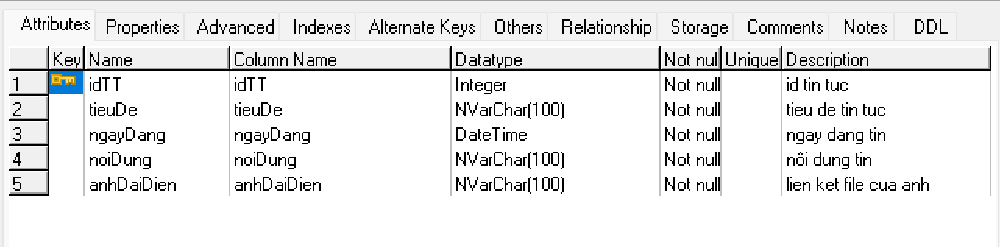 Attributes Properties Advanced Indexes Alternate Keys Others Relationship Storage Comments Notes DDL
Key Name Column Name Datatype Not nul Unique Description
1 idTT idTT Integer Not null id tin tuc
2 tieuDe tieuDe NVarChar(100) Not null tieu de tin tuc
3 ngayDang ngayDang DateTime Not null ngay dang tin
4 noiDung noiDung NVarChar(100) Not null nôi dung tin
5 anhDaiDien anhDaiDien NVarChar(100) Not null lien ket file cua anh